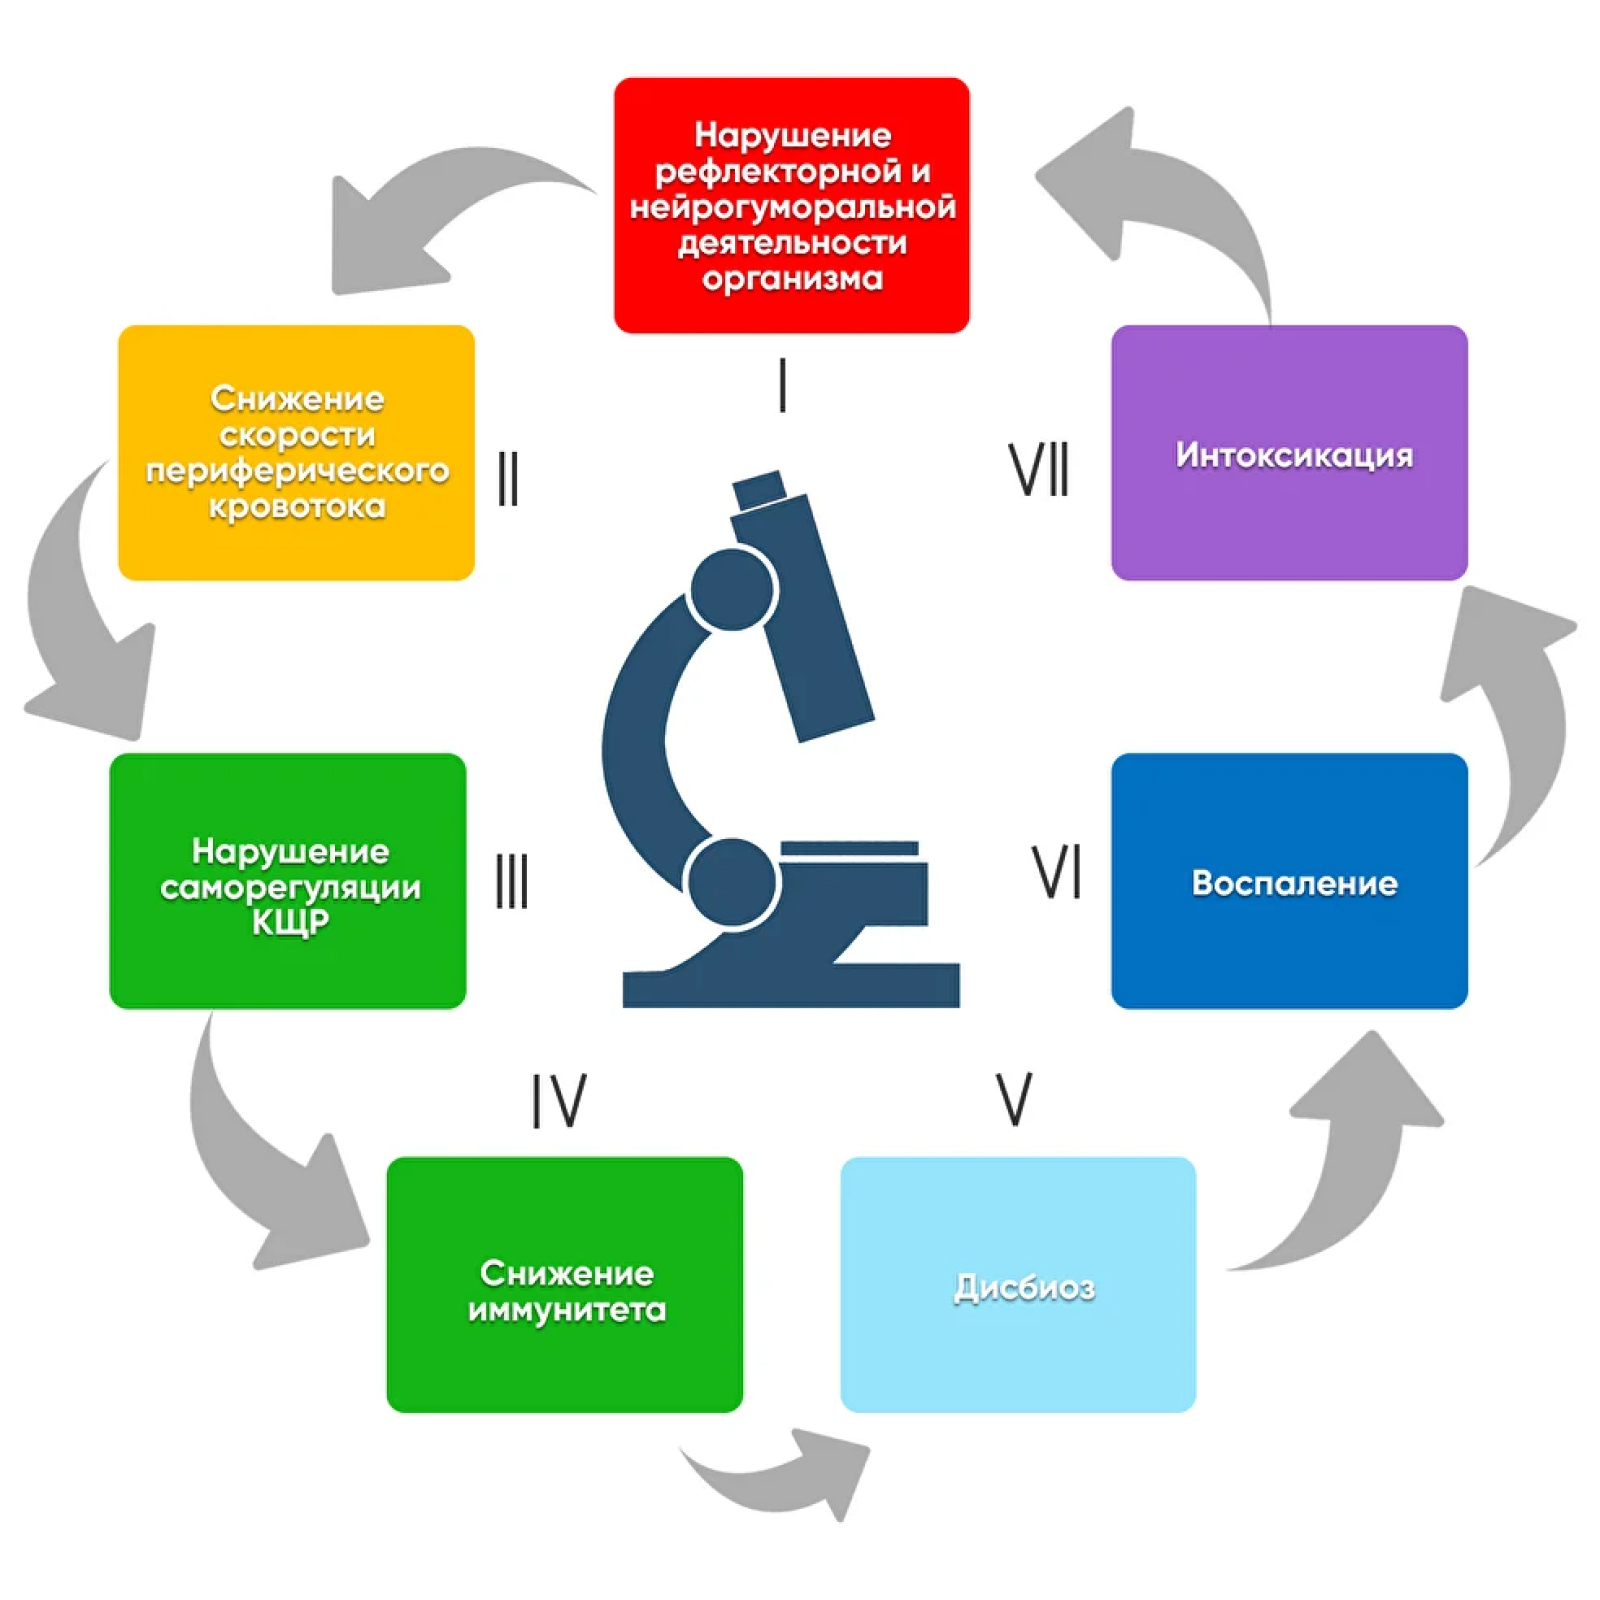 Нарушение
рефлекторной и
нейрогуморальной
деятельности
организма
I
Снижение
скорости
периферического
кровотока
II
Нарушение
саморегуляции
КЩР
III
IV
Снижение
иммунитета
V
Дисбиоз
VI
Воспаление
VII
Интоксикация